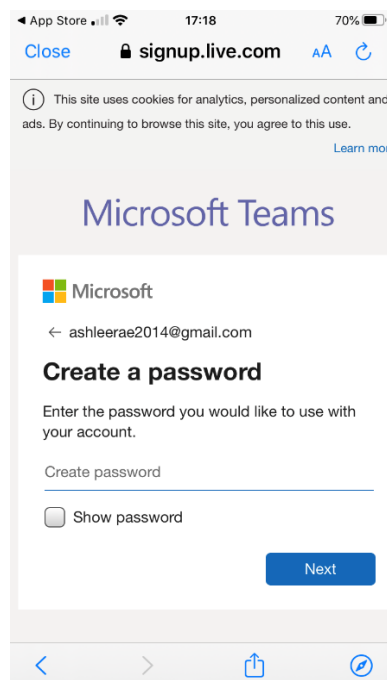 App Store 17:18 70%
Close signup.live.com AA
This site uses cookies for analytics, personalized content and
ads. By continuing to browse this site, you agree to this use.
Learn mor
Microsoft Teams
Microsoft
ashleerae2014@gmail.com
Create a password
Enter the password you would like to use with
your account.
Create password
Show password
Next